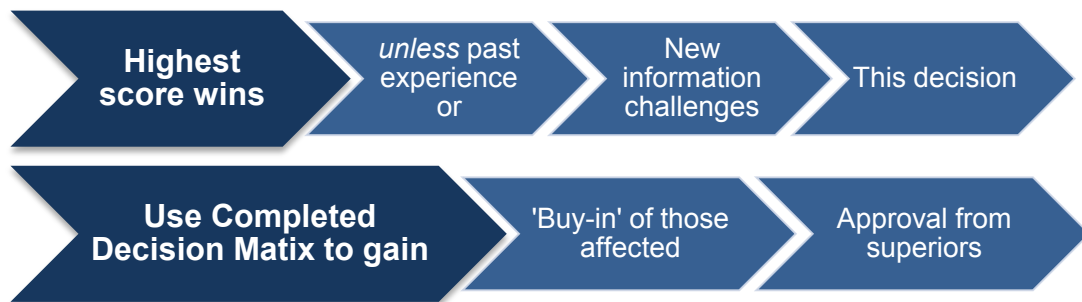 Highest
score wins
unless past
experience
or
New
information
challenges
This decision
Use Completed
Decision Matix to gain
'Buy-in' of those
affected
Approval from
superiors